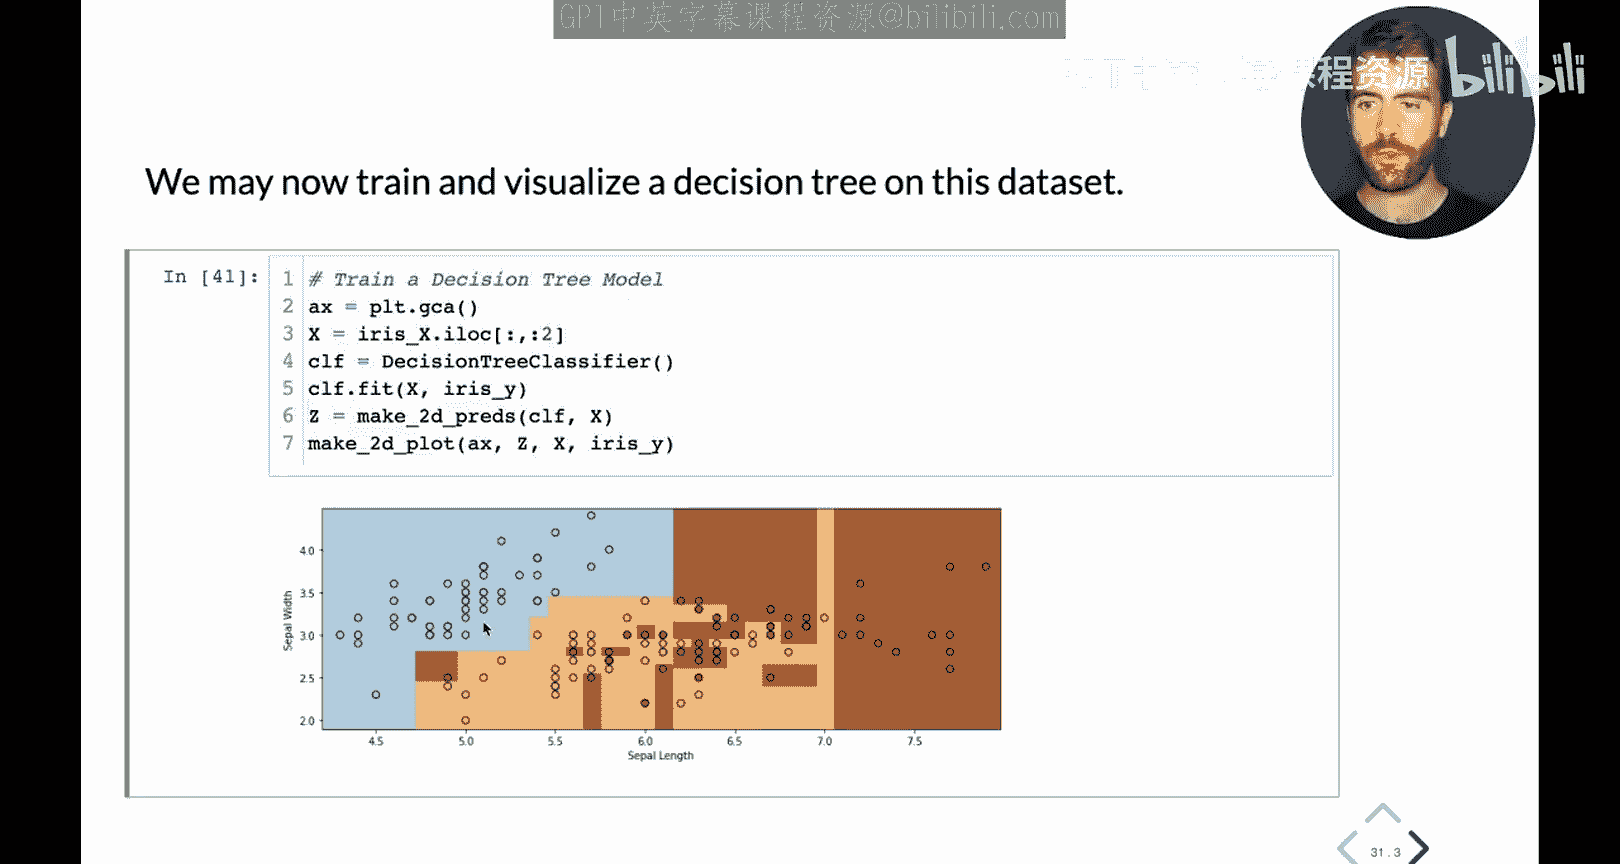 GPT中英字幕课程资源@bilibili.com
课程资源 bilibili
We may now train and visualize a decision tree on this dataset.
In [41]:
1 # Train a Decision Tree Model
2 ax = plt.gca()
3 X = iris_X.iloc[:,:2]
4 clf = DecisionTreeClassifier()
5 clf.fit(X, iris_y)
6 Z = make_2d_preds(clf, X)
7 make_2d_plot(ax, Z, X, iris_y)
Sepal Width
4.0
3.5
3.0
2.5
2.0
4.5 5.0 5.5 6.0 6.5 7.0 7.5
Sepal Length
31.3